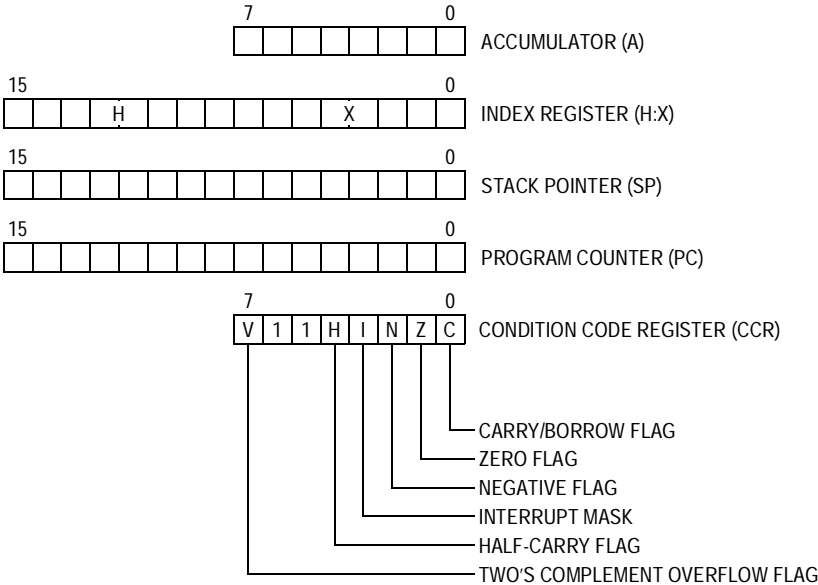 7 0
ACCUMULATOR (A)
15 0
H X INDEX REGISTER (H:X)
15 0
STACK POINTER (SP)
15 0
PROGRAM COUNTER (PC)
7 0
V 1 1 H I N Z C CONDITION CODE REGISTER (CCR)
CARRY/BORROW FLAG
ZERO FLAG
NEGATIVE FLAG
INTERRUPT MASK
HALF-CARRY FLAG
TWO'S COMPLEMENT OVERFLOW FLAG